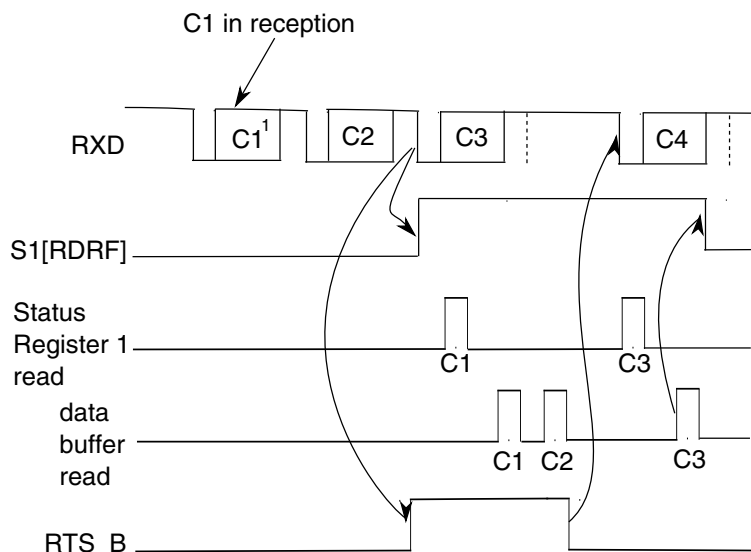 C1 in reception
RXD
C1 1
C2
C3
C4
S1[RDRF]
Status
Register 1
read
C1
C3
data
buffer
read
C1
C2
C3
RTS_B